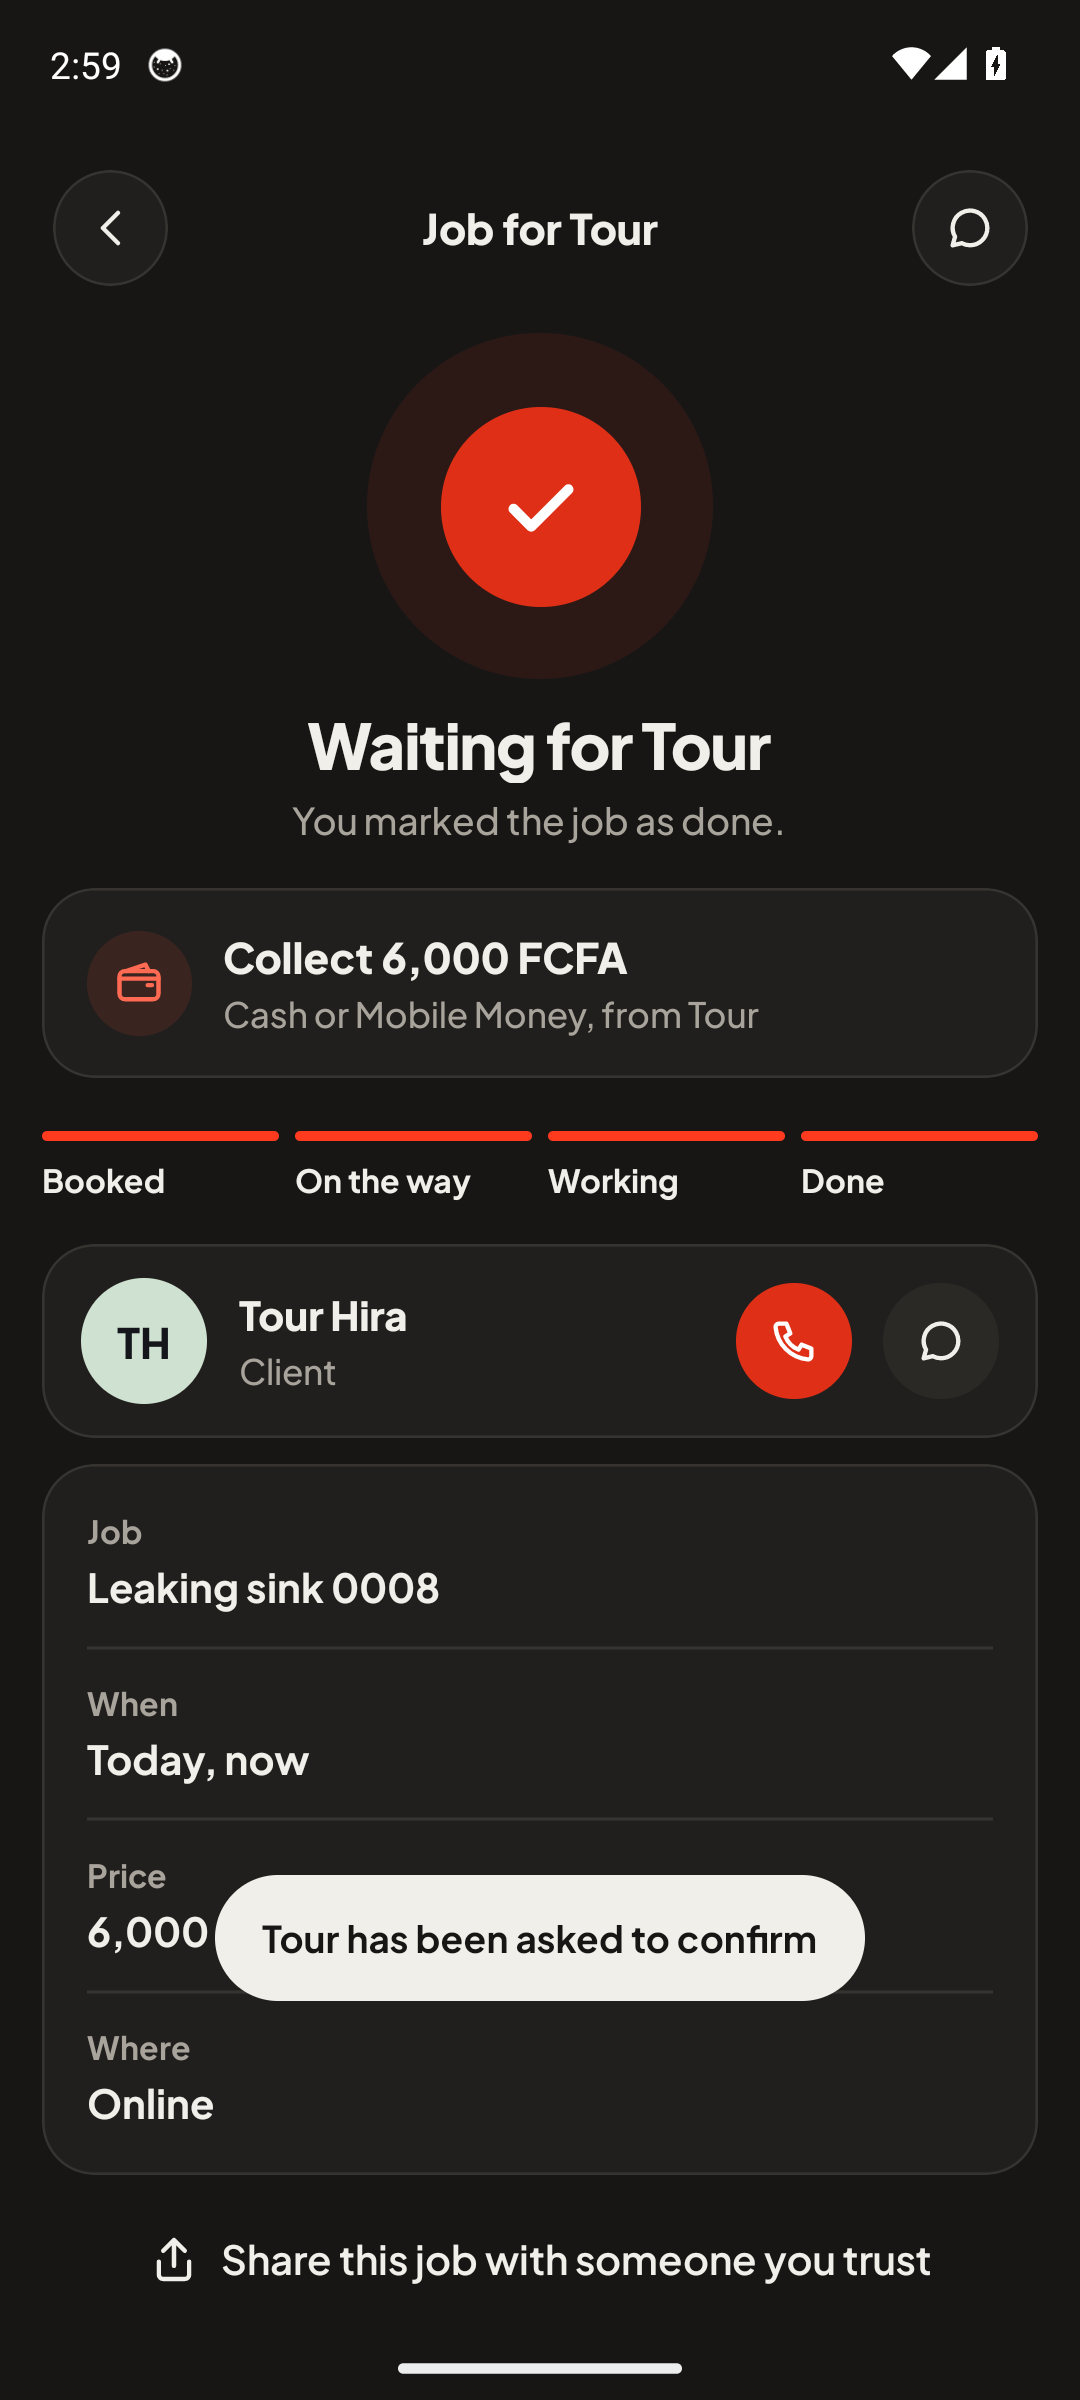 2:59
Job for Tour
Waiting for Tour
You marked the job as done.
Collect 6,000 FCFA
Cash or Mobile Money, from Tour
Booked
On the way
Working
Done
TH
Tour Hira
Client
Job
Leaking sink 0008
When
Today, now
Price
6,000
Tour has been asked to confirm
Where
Online
Share this job with someone you trust